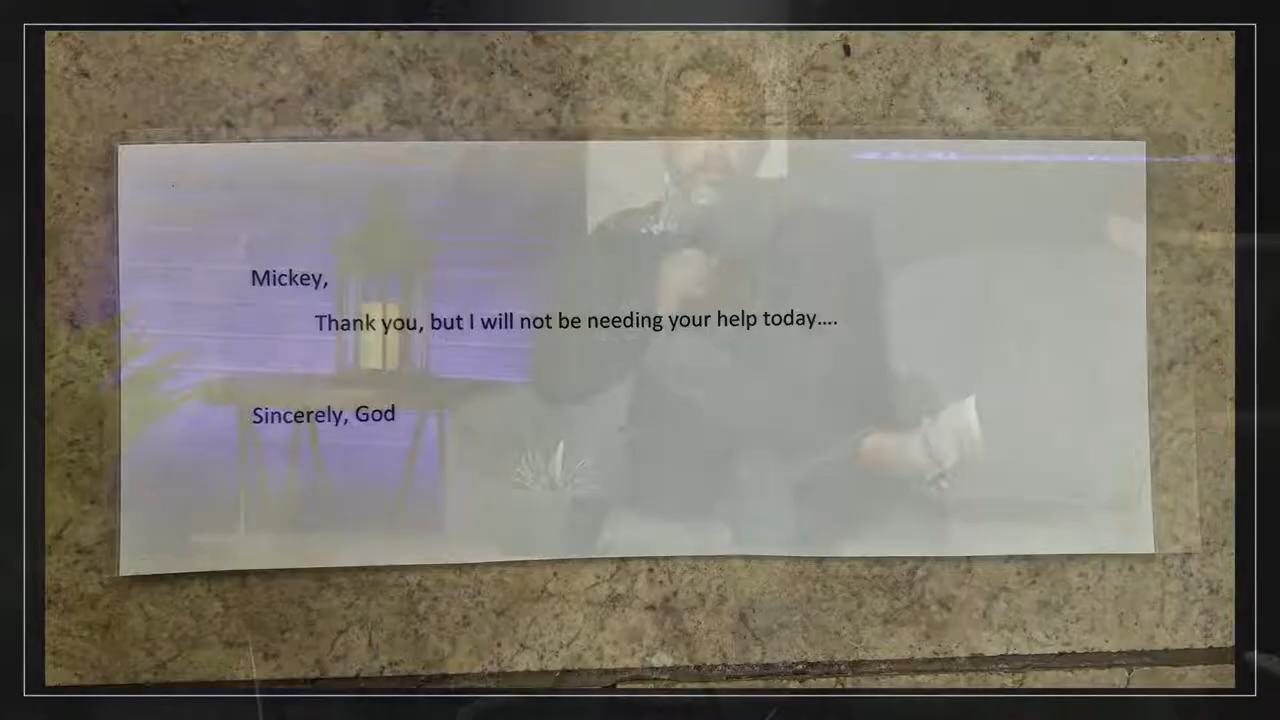 Mickey,
Thank you, but I will not be needing your help today....
Sincerely, God